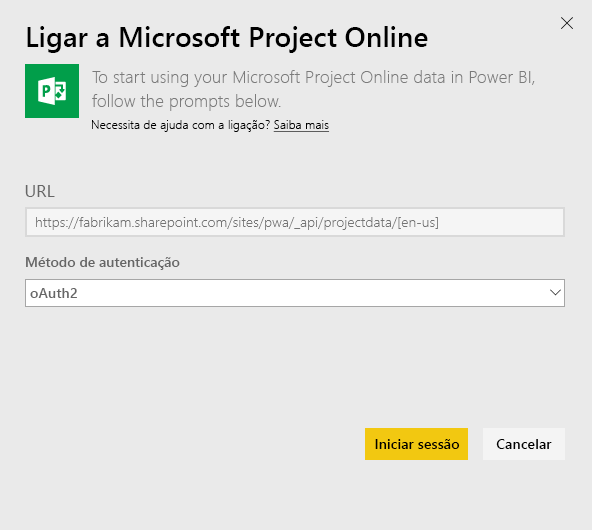 Ligar a Microsoft Project Online
To start using your Microsoft Project Online data in Power BI,
follow the prompts below.
Necessita de ajuda com a ligação? Saiba mais
URL
https://fabrikam.sharepoint.com/sites/pwa/_api/projectdata/[en-us]
Método de autenticação
oAuth2
Iniciar sessão Cancelar